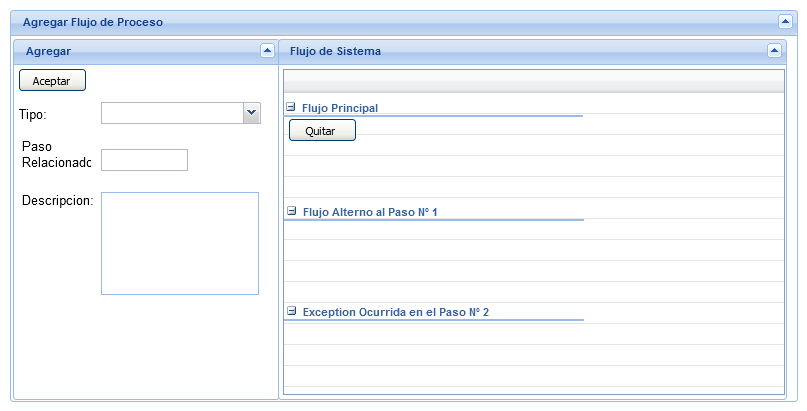 Agregar Flujo de Proceso
Agregar
Aceptar
Tipo:
Paso
Relacionado
Descripcion:
Flujo de Sistema
Flujo Principal
Quitar
Flujo Alterno al Paso N° 1
Exception Ocurrida en el Paso N° 2